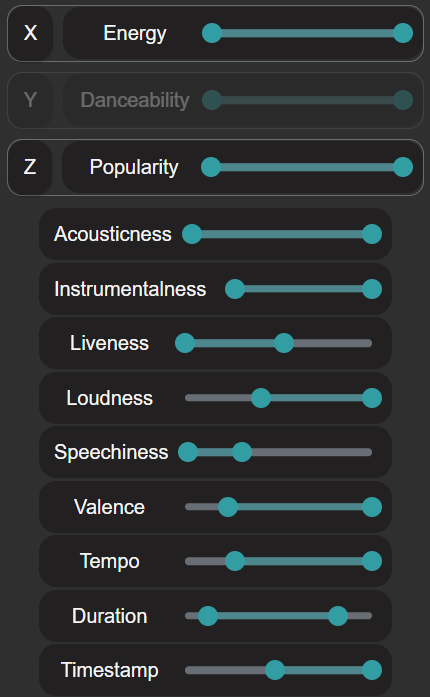 X Energy
Y Danceability
Z Popularity
Acousticness
Instrumentalness
Liveness
Loudness
Speechiness
Valence
Tempo
Duration
Timestamp